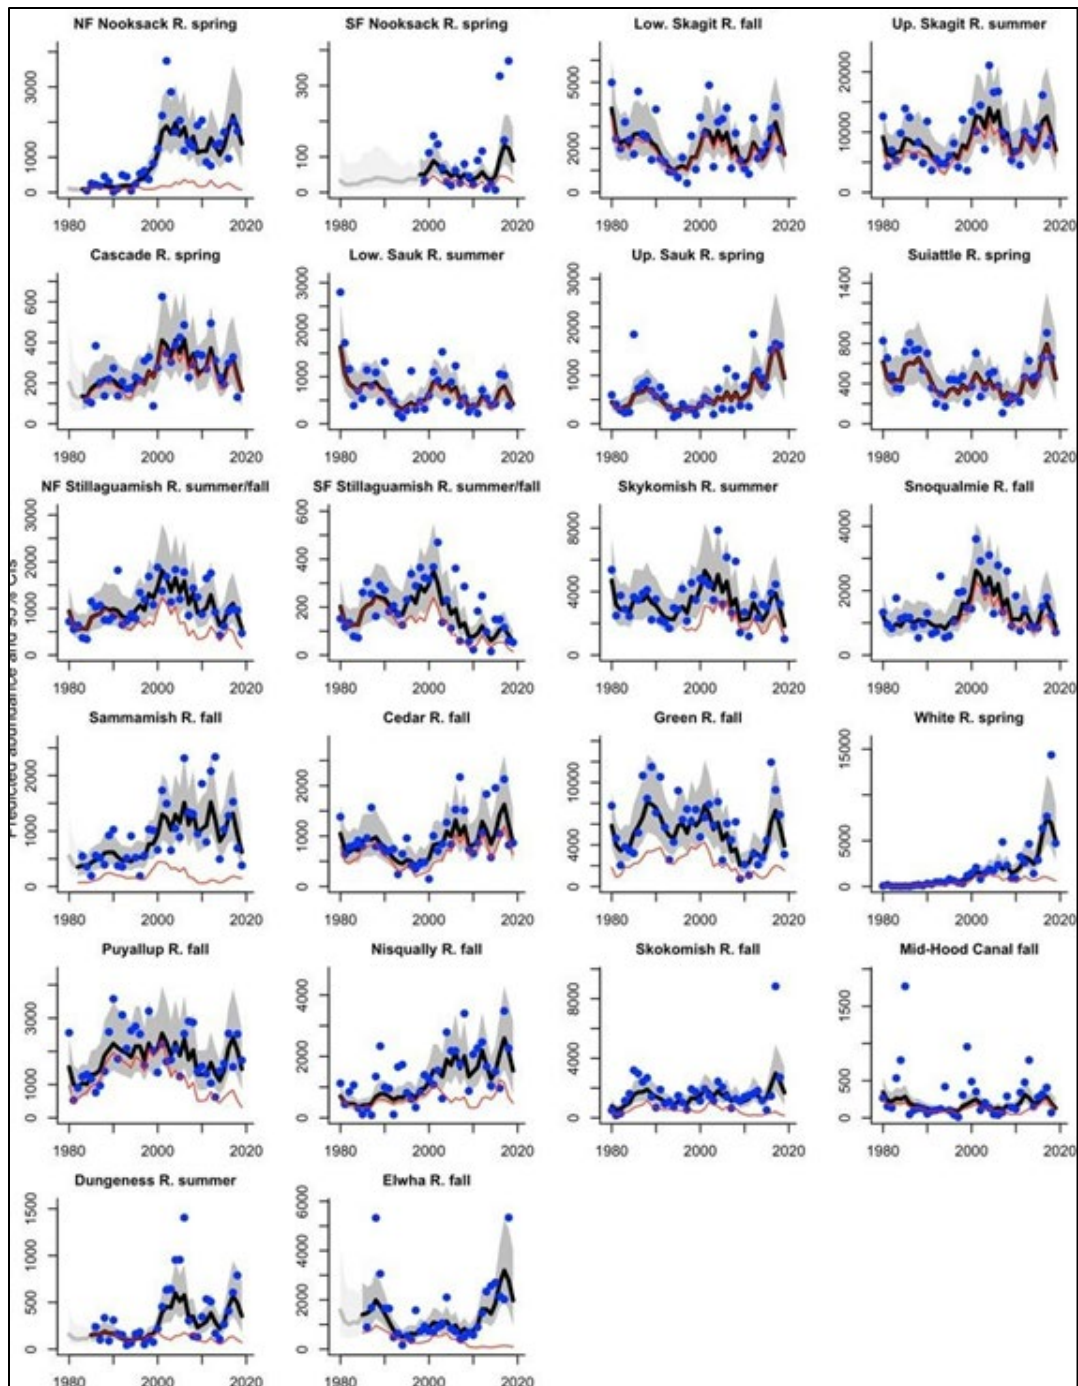 NF Nooksack R. spring SF Nooksack R. spring Low. Skagit R. fall Up. Skagit R. summer
0 1000 3000 0 100 300 0 2000 5000 0 10000 20000
1980 2000 2020 1980 2000 2020 1980 2000 2020 1980 2000 2020
Cascade R. spring Low. Sauk R. summer Up. Sauk R. spring Suiattle R. spring
0 200 400 600 0 1000 2000 3000 0 1000 2000 3000 0 400 800 1400
1980 2000 2020 1980 2000 2020 1980 2000 2020 1980 2000 2020
NF Stillaguamish R. summer/fall SF Stillaguamish R. summer/fall Skykomish R. summer Snoqualmie R. fall
0 1000 2000 3000 0 200 400 600 0 4000 8000 0 2000 4000
1980 2000 2020 1980 2000 2020 1980 2000 2020 1980 2000 2020
Predicted abundance and 95% CIs
Sammamish R. fall Cedar R. fall Green R. fall White R. spring
0 1000 2000 0 1000 2000 0 4000 10000 0 5000 15000
1980 2000 2020 1980 2000 2020 1980 2000 2020 1980 2000 2020
Puyallup R. fall Nisqually R. fall Skokomish R. fall Mid-Hood Canal fall
0 1000 3000 0 2000 4000 0 4000 8000 0 500 1500
1980 2000 2020 1980 2000 2020 1980 2000 2020 1980 2000 2020
Dungeness R. summer Elwha R. fall
0 500 1000 1500 0 2000 4000 6000
1980 2000 2020 1980 2000 2020